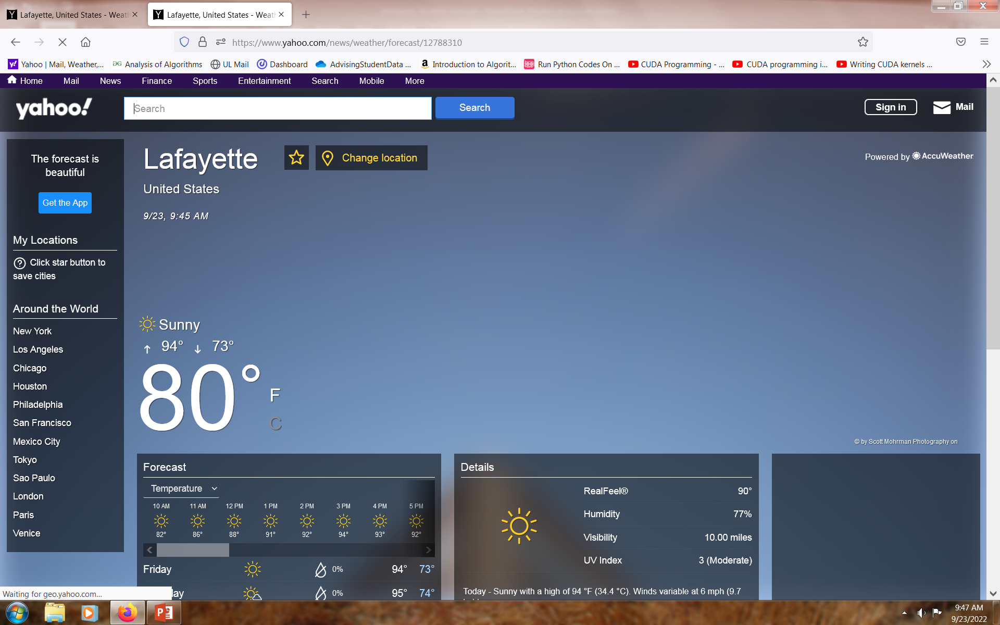 Lafayette, United States - Weath
Lafayette, United States - Weath
https://www.yahoo.com/news/weather/forecast/12788310
Yahoo | Mail, Weather,... Analysis of Algorithms UL Mail Dashboard AdvisingStudentData ... Introduction to Algorit... Run Python Codes On ... CUDA Programming - ... CUDA programming i... Writing CUDA kernels ...
Home Mail News Finance Sports Entertainment Search Mobile More
yahoo! Search Search Sign in Mail
The forecast is
beautiful
Get the App
My Locations
Click star button to
save cities
Around the World
New York
Los Angeles
Chicago
Houston
Philadelphia
San Francisco
Mexico City
Tokyo
Sao Paulo
London
Paris
Venice
Lafayette
Change location
Powered by AccuWeather
United States
9/23, 9:45 AM
Sunny
94° 73°
80° F
C
© by Scott Mohrman Photography on
Forecast
Temperature
10 AM 11 AM 12 PM 1 PM 2 PM 3 PM 4 PM 5 PM
82° 86° 88° 91° 92° 94° 93° 92°
Friday 0% 94° 73°
ay 0% 95° 74°
Details
RealFeel® 90°
Humidity 77%
Visibility 10.00 miles
UV Index 3 (Moderate)
Today - Sunny with a high of 94 °F (34.4 °C). Winds variable at 6 mph (9.7
Waiting for geo.yahoo.com...
9:47 AM
9/23/2022